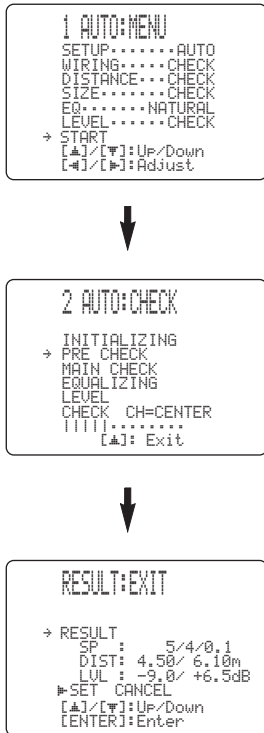 1 AUTO:MENU
SETUP·······AUTO
WIRING·····CHECK
DISTANCE···CHECK
SIZE·······CHECK
EQ·······NATURAL
LEVEL······CHECK
→ START
[▲]/[▼]:Up/Down
[◀]/[▶]:Adjust
2 AUTO:CHECK
INITIALIZING
→ PRE CHECK
MAIN CHECK
EQUALIZING
LEVEL
CHECK CH=CENTER
|||||·········
[▲]: Exit
RESULT:EXIT
→ RESULT
SP : 5/4/0.1
DIST: 4.50/ 6.10m
LVL : -9.0/ +6.5dB
▶SET CANCEL
[▲]/[▼]:Up/Down
[ENTER]:Enter